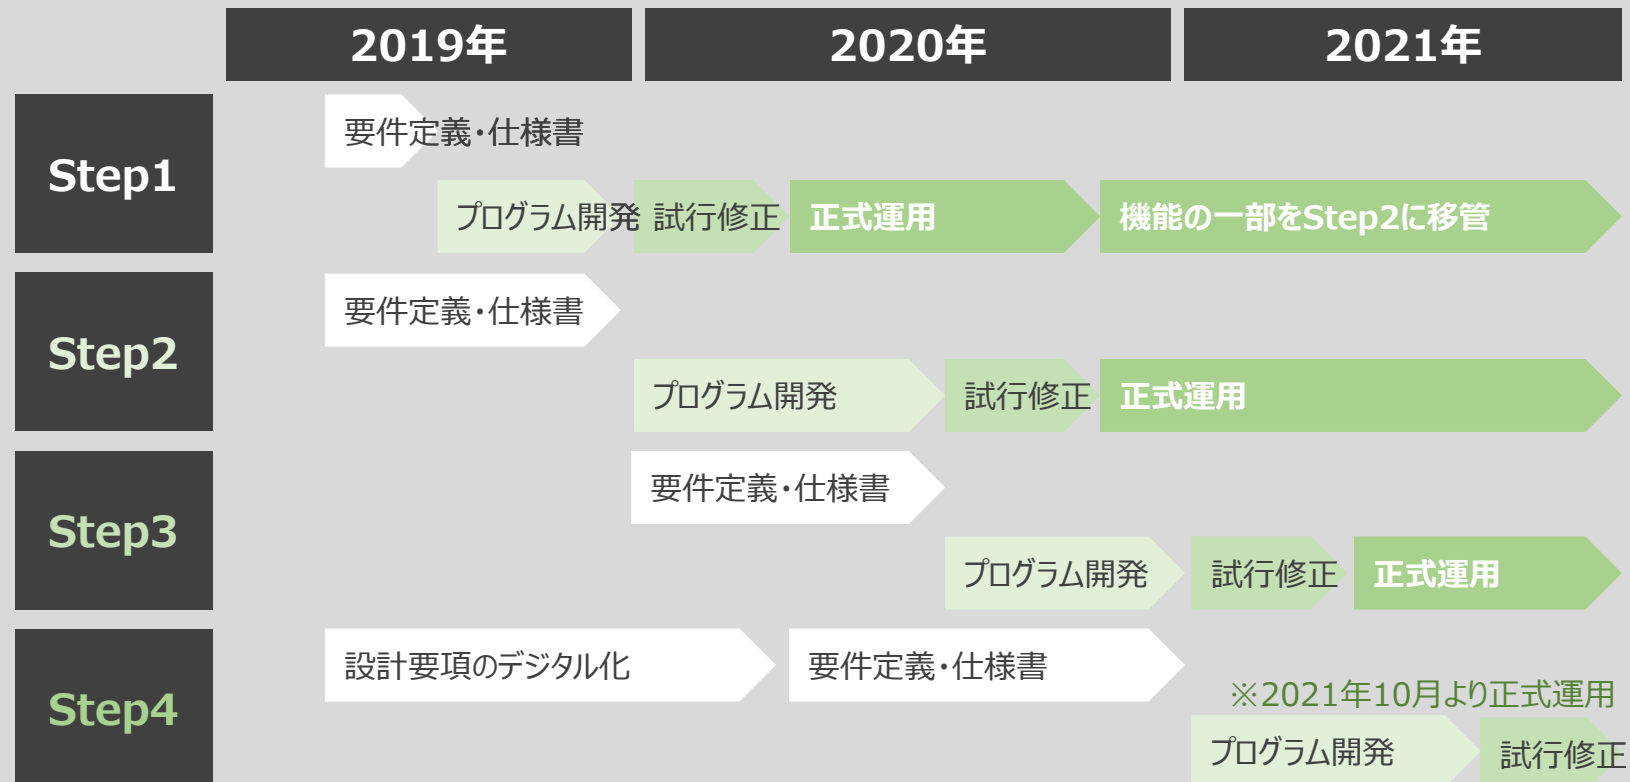 2019年
2020年
2021年
Step1
要件定義・仕様書
プログラム開発
試行修正
正式運用
機能の一部をStep2に移管
Step2
要件定義・仕様書
プログラム開発
試行修正
正式運用
Step3
要件定義・仕様書
プログラム開発
試行修正
正式運用
Step4
設計要項のデジタル化
要件定義・仕様書
※2021年10月より正式運用
プログラム開発
試行修正